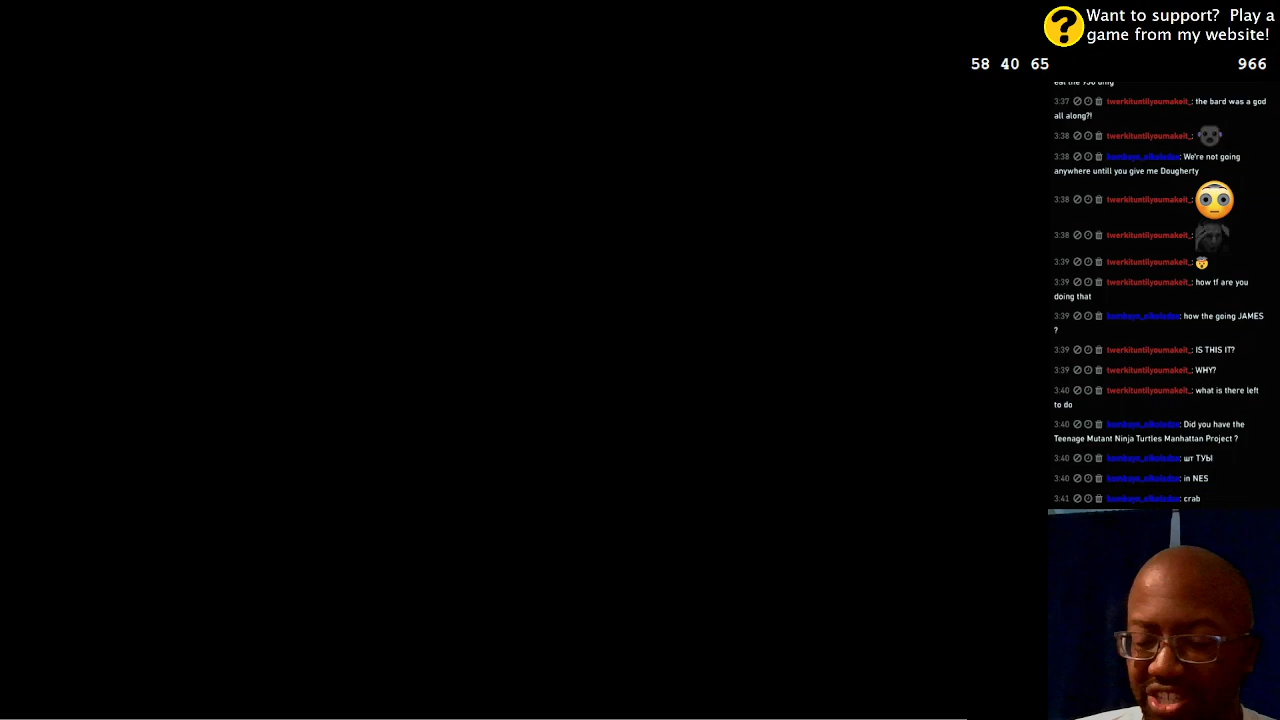 Want to support? Play a
game from my website!
58 40 65
966
3:37 twerkituntilyoumakeit_: the bard was a god
all along?!
3:38 twerkituntilyoumakeit_:
3:38 : We're not going
anywhere untill you give me Dougherty
3:38 twerkituntilyoumakeit_:
3:38 twerkituntilyoumakeit_:
3:39 twerkituntilyoumakeit_:
3:39 twerkituntilyoumakeit_: how tf are you
doing that
3:39 : how the going JAMES
?
3:39 twerkituntilyoumakeit_: IS THIS IT?
3:39 twerkituntilyoumakeit_: WHY?
3:40 twerkituntilyoumakeit_: what is there left
to do
3:40 : Did you have the
Teenage Mutant Ninja Turtles Manhattan Project ?
3:40 : шт ТУЫ
3:40 : in NES
3:41 : crab